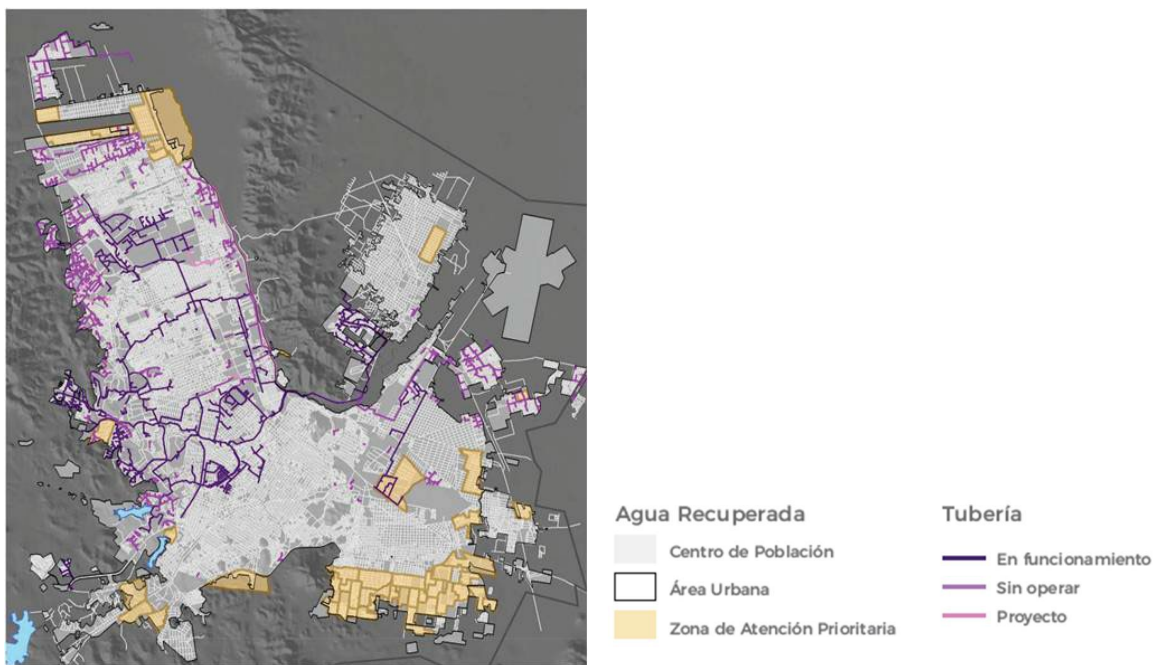 Agua Recuperada
Centro de Población
Área Urbana
Zona de Atención Prioritaria
Tubería
En funcionamiento
Sin operar
Proyecto